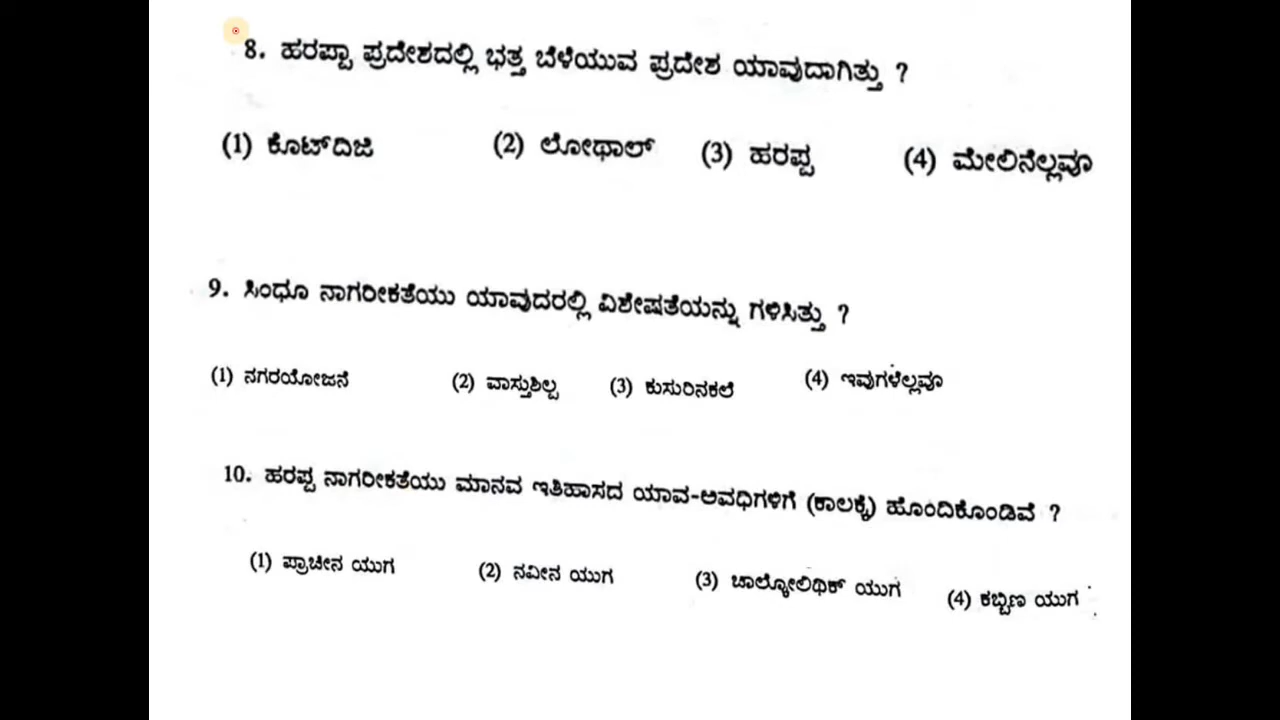 8. ಹರಪ್ಪಾ ಪ್ರದೇಶದಲ್ಲಿ ಭತ್ತ ಬೆಳೆಯುವ ಪ್ರದೇಶ ಯಾವುದಾಗಿತ್ತು ?
(1) ಕೊಟ್‌ದಿಜಿ (2) ಲೋಥಾಲ್ (3) ಹರಪ್ಪ (4) ಮೇಲಿನೆಲ್ಲವೂ
9. ಸಿಂಧೂ ನಾಗರೀಕತೆಯು ಯಾವುದರಲ್ಲಿ ವಿಶೇಷತೆಯನ್ನು ಗಳಿಸಿತ್ತು ?
(1) ನಗರಯೋಜನೆ (2) ವಾಸ್ತುಶಿಲ್ಪ (3) ಕುಸುರಿನಕಲೆ (4) ಇವುಗಳೆಲ್ಲವೂ
10. ಹರಪ್ಪ ನಾಗರೀಕತೆಯು ಮಾನವ ಇತಿಹಾಸದ ಯಾವ-ಅವಧಿಗಳಿಗೆ (ಕಾಲಕ್ಕೆ) ಹೊಂದಿಕೊಂಡಿವೆ ?
(1) ಪ್ರಾಚೀನ ಯುಗ (2) ನವೀನ ಯುಗ (3) ಚಾಲ್ಕೋಲಿಥಿಕ್ ಯುಗ (4) ಕಬ್ಬಿಣ ಯುಗ